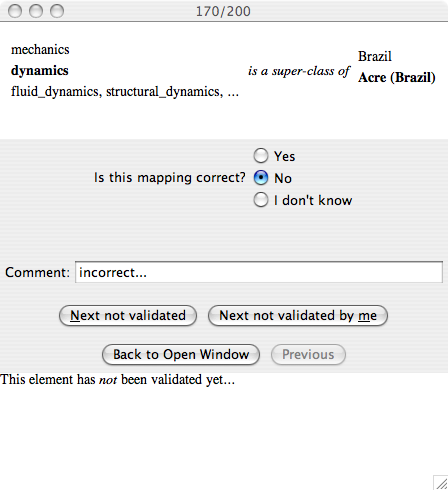 170/200
mechanics
dynamics
fluid_dynamics, structural_dynamics, ...
is a super-class of
Brazil
Acre (Brazil)
Is this mapping correct?
Yes
No
I don't know
Comment: incorrect...
Next not validated Next not validated by me
Back to Open Window Previous
This element has not been validated yet...